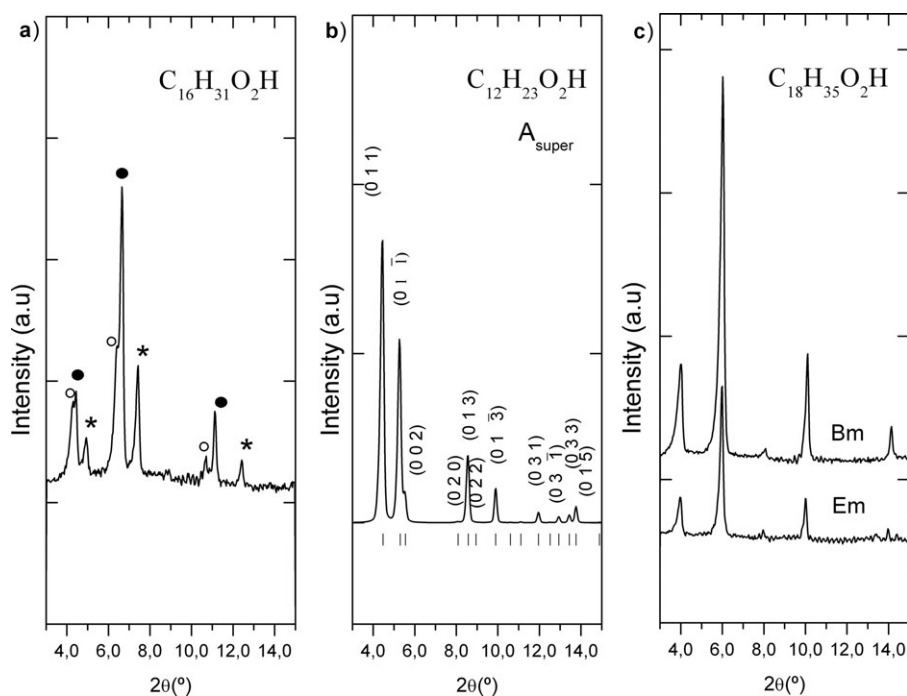 a)
C₁₆H₃₁O₂H
Intensity (a.u)
4,0 6,0 8,0 10,0 12,0 14,0
2θ(º)
b)
C₁₂H₂₃O₂H
A_super
(0 1 1)
(0 1 1̄)
(0 0 2)
(0 2 0)
(0 1 3)
(0 2 2)
(0 1 3̄)
(0 3 1)
(0 3 1̄)
(0 3 3)
(0 1 5)
Intensity (a.u)
4,0 6,0 8,0 10,0 12,0 14,0
2θ(º)
c)
C₁₈H₃₅O₂H
Bm
Em
Intensity (a.u)
4,0 6,0 8,0 10,0 12,0 14,0
2θ(º)